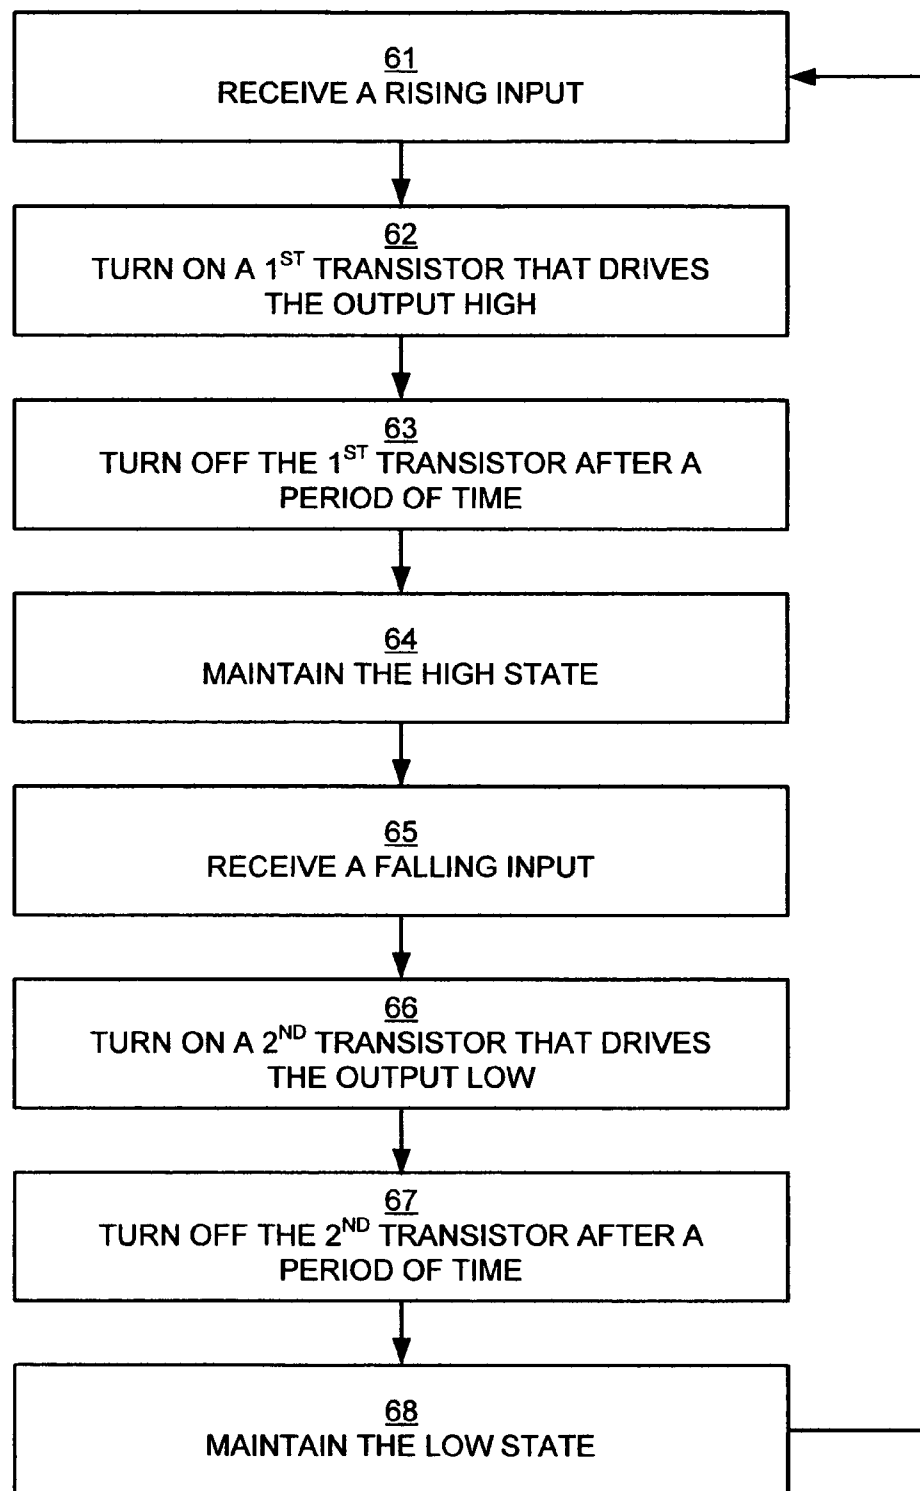 61
RECEIVE A RISING INPUT
62
TURN ON A 1ST TRANSISTOR THAT DRIVES
THE OUTPUT HIGH
63
TURN OFF THE 1ST TRANSISTOR AFTER A
PERIOD OF TIME
64
MAINTAIN THE HIGH STATE
65
RECEIVE A FALLING INPUT
66
TURN ON A 2ND TRANSISTOR THAT DRIVES
THE OUTPUT LOW
67
TURN OFF THE 2ND TRANSISTOR AFTER A
PERIOD OF TIME
68
MAINTAIN THE LOW STATE